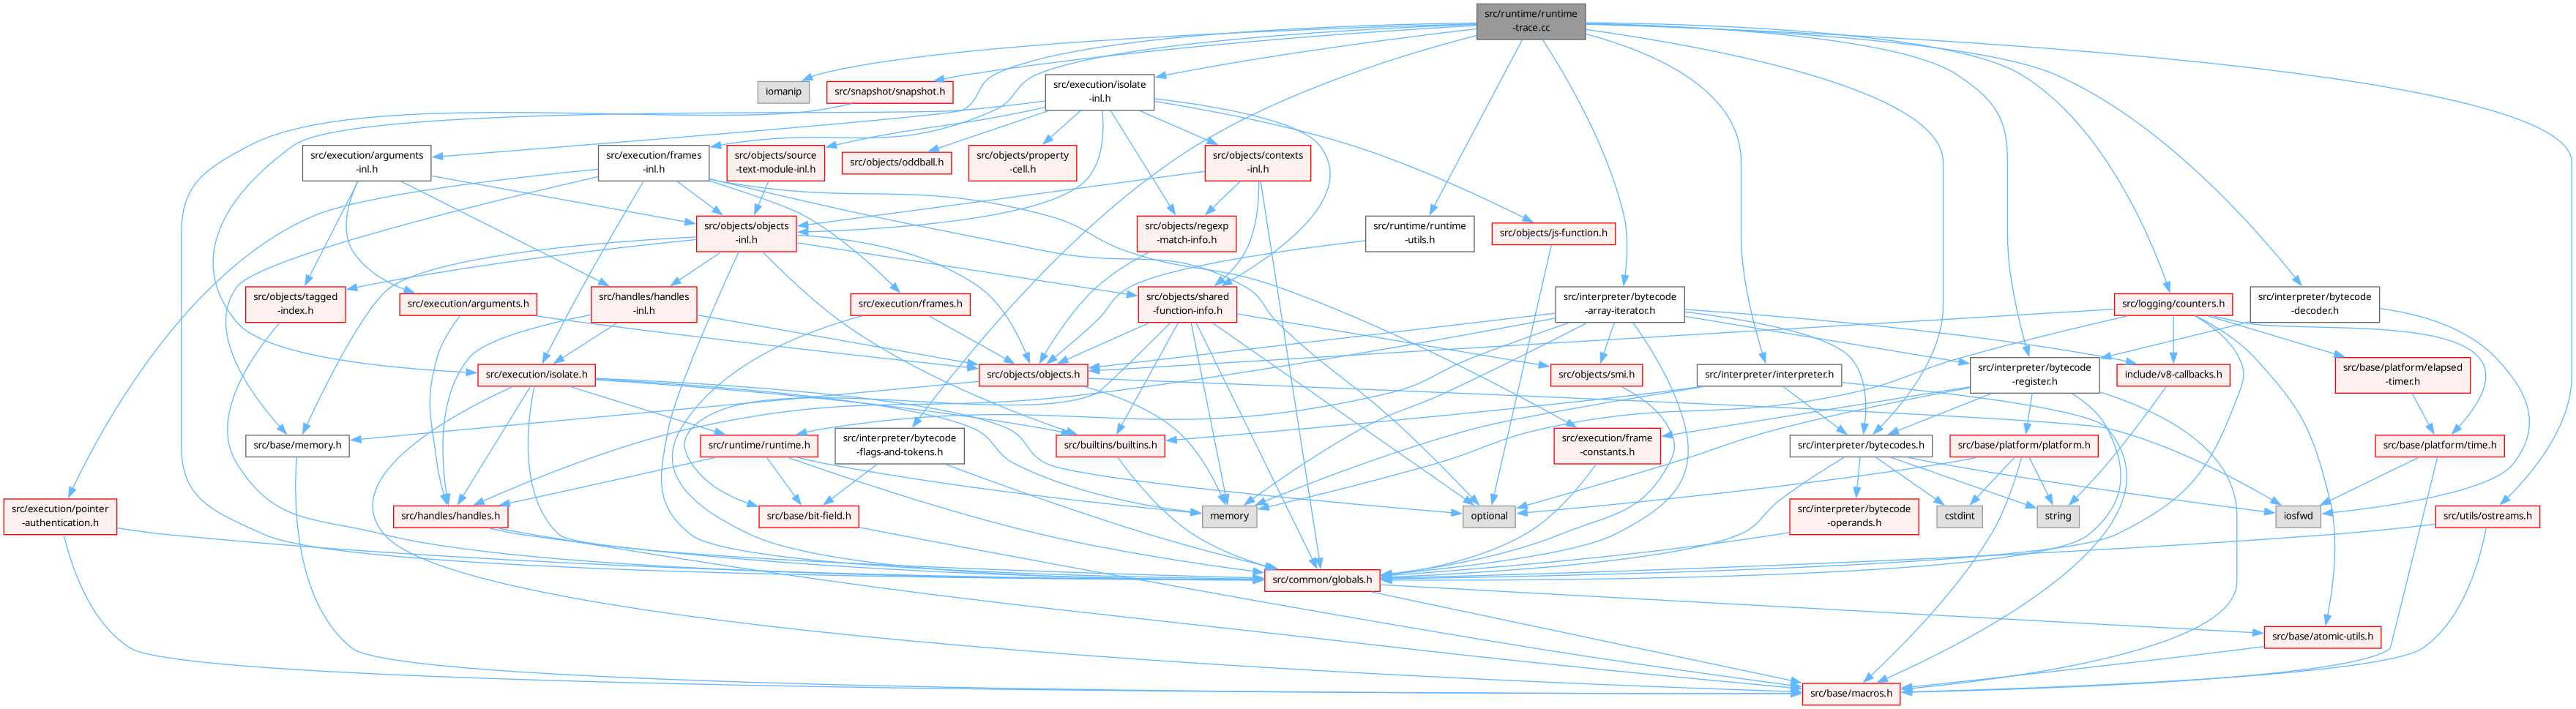 src/runtime/runtime
-trace.cc
iomanip
src/snapshot/snapshot.h
src/execution/isolate
-inl.h
src/execution/arguments
-inl.h
src/execution/frames
-inl.h
src/objects/source
-text-module-inl.h
src/objects/oddball.h
src/objects/property
-cell.h
src/objects/contexts
-inl.h
src/objects/objects
-inl.h
src/objects/regexp
-match-info.h
src/runtime/runtime
-utils.h
src/objects/js-function.h
src/objects/tagged
-index.h
src/execution/arguments.h
src/handles/handles
-inl.h
src/execution/frames.h
src/objects/shared
-function-info.h
src/interpreter/bytecode
-array-iterator.h
src/logging/counters.h
src/interpreter/bytecode
-decoder.h
src/execution/isolate.h
src/objects/objects.h
src/objects/smi.h
src/interpreter/interpreter.h
src/interpreter/bytecode
-register.h
include/v8-callbacks.h
src/base/platform/elapsed
-timer.h
src/base/memory.h
src/runtime/runtime.h
src/interpreter/bytecode
-flags-and-tokens.h
src/builtins/builtins.h
src/execution/frame
-constants.h
src/interpreter/bytecodes.h
src/base/platform/platform.h
src/base/platform/time.h
src/execution/pointer
-authentication.h
src/handles/handles.h
src/base/bit-field.h
memory
optional
src/interpreter/bytecode
-operands.h
cstdint
string
iosfwd
src/utils/ostreams.h
src/common/globals.h
src/base/atomic-utils.h
src/base/macros.h